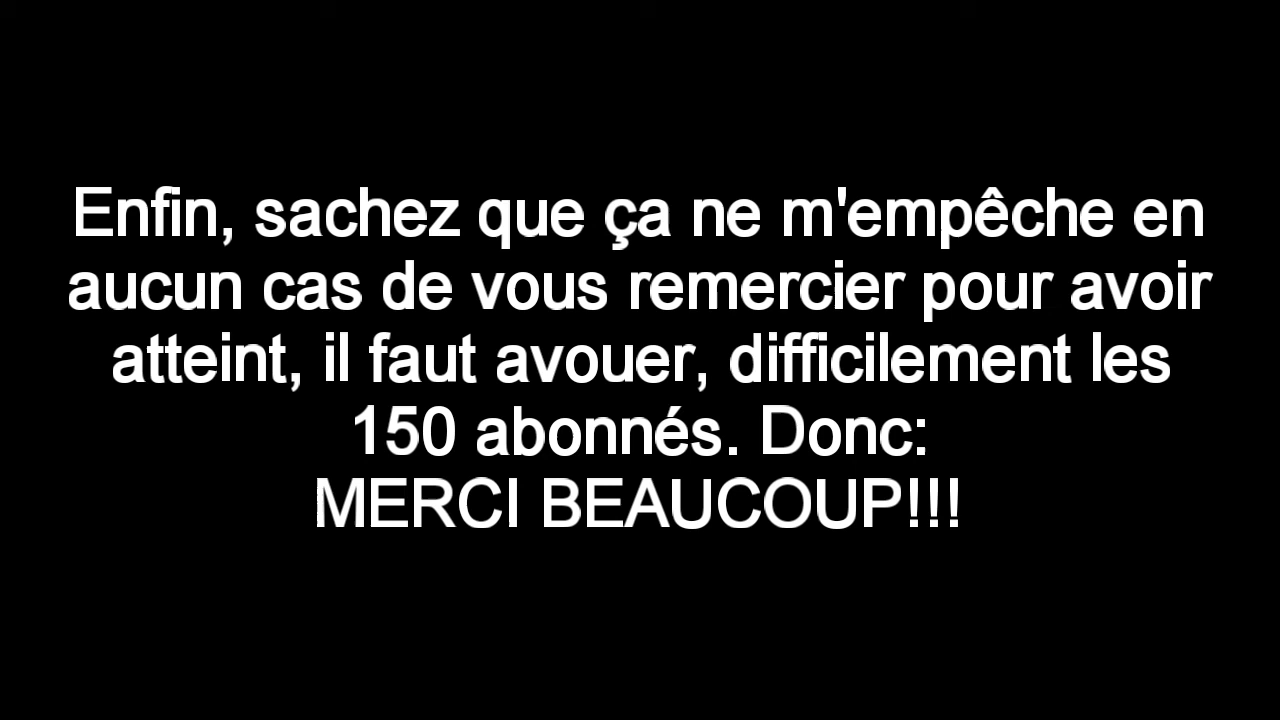 Enfin, sachez que ça ne m'empêche en
aucun cas de vous remercier pour avoir
atteint, il faut avouer, difficilement les
150 abonnés. Donc:
MERCI BEAUCOUP!!!